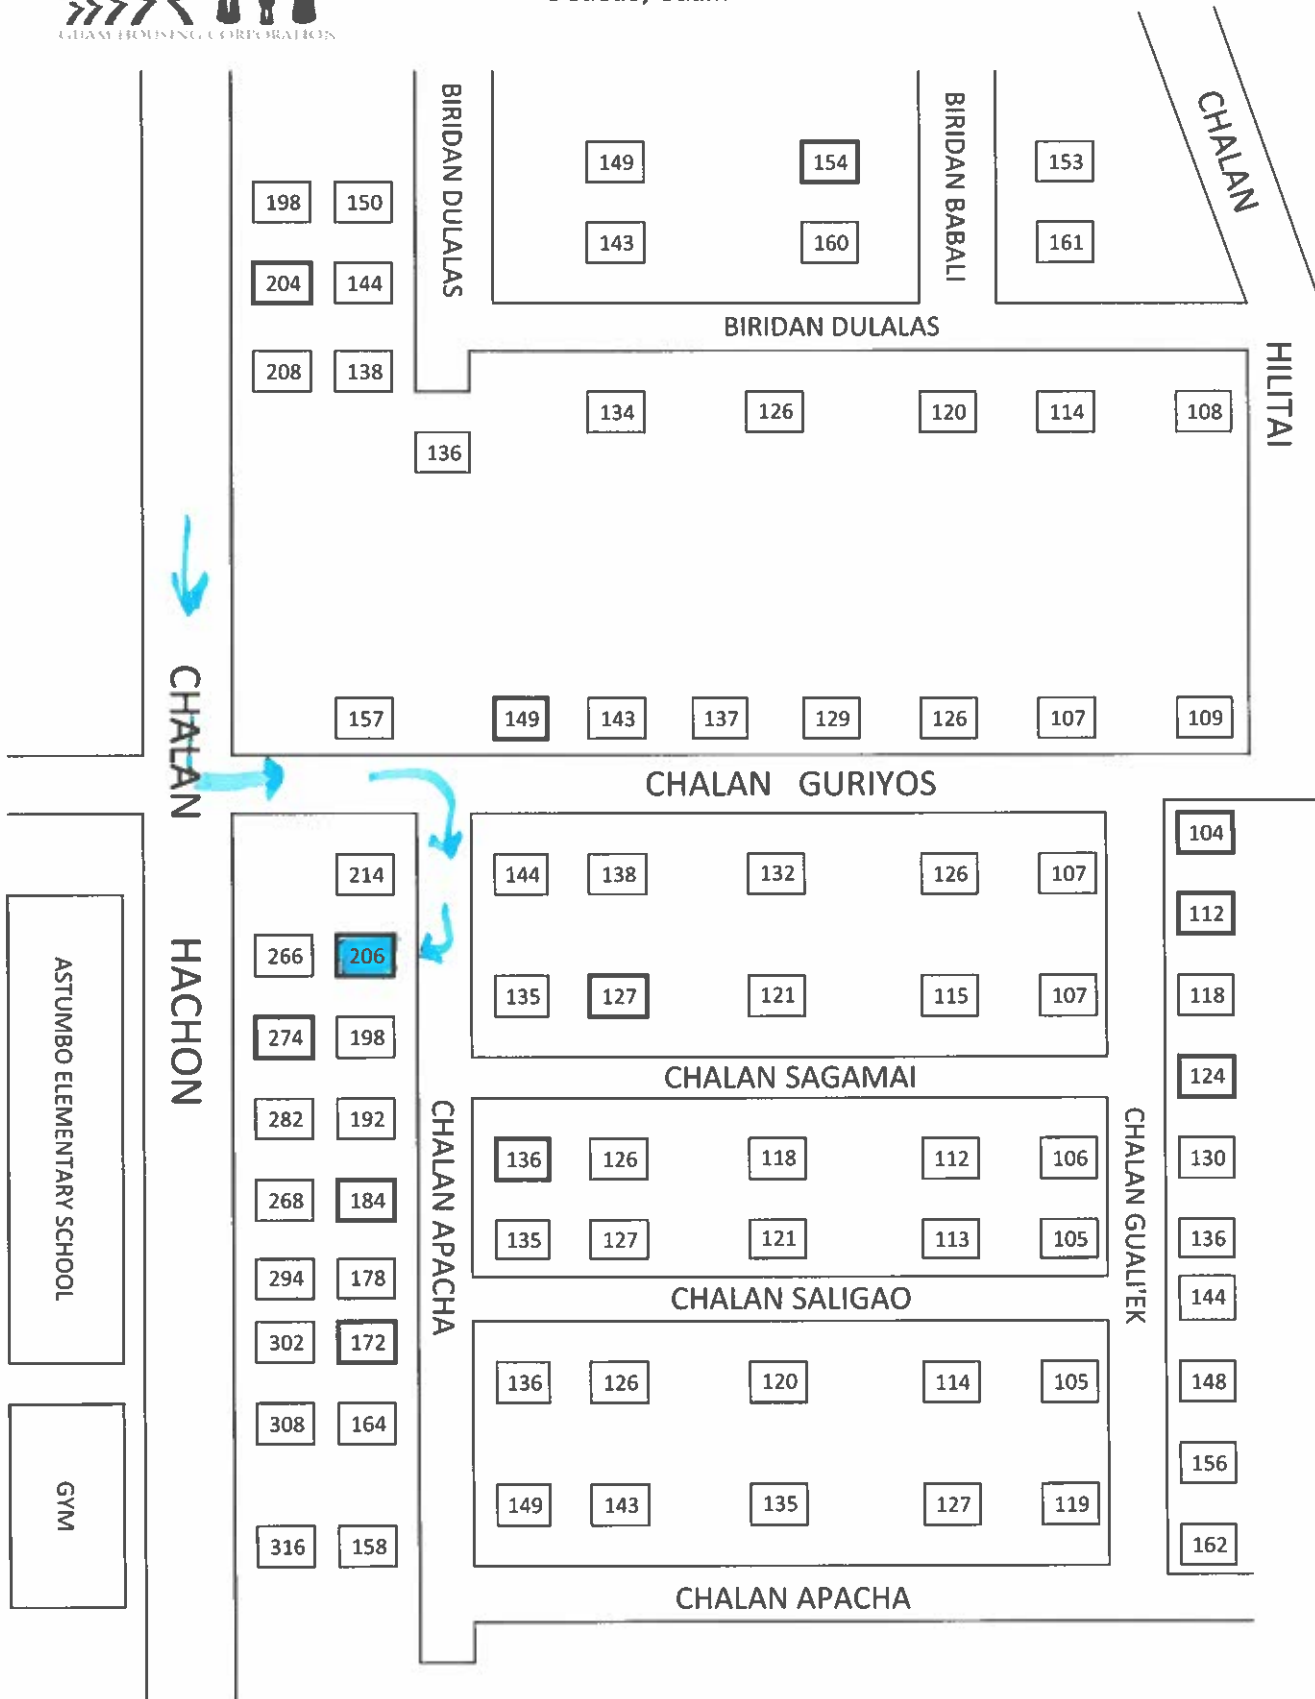 GUAM HOUSING CORPORATION
BIRIDAN DULALAS
BIRIDAN BABALI
CHALAN
HILITAI
149 154 153
198 150
143 160 161
204 144
BIRIDAN DULALAS
208 138
134 126 120 114 108
136
157 149 143 137 129 126 107 109
CHALAN GURIYOS
CHALAN
HACHON
104
214 144 138 132 126 107
112
266 206
135 127 121 115 107 118
274 198
CHALAN SAGAMAI
124
ASTUMBO ELEMENTARY SCHOOL
CHALAN APACHA
CHALAN GUALI'EK
282 192
136 126 118 112 106 130
268 184
135 127 121 113 105 136
294 178
CHALAN SALIGAO
144
302 172
136 126 120 114 105 148
308 164
156
GYM
149 143 135 127 119
316 158
162
CHALAN APACHA